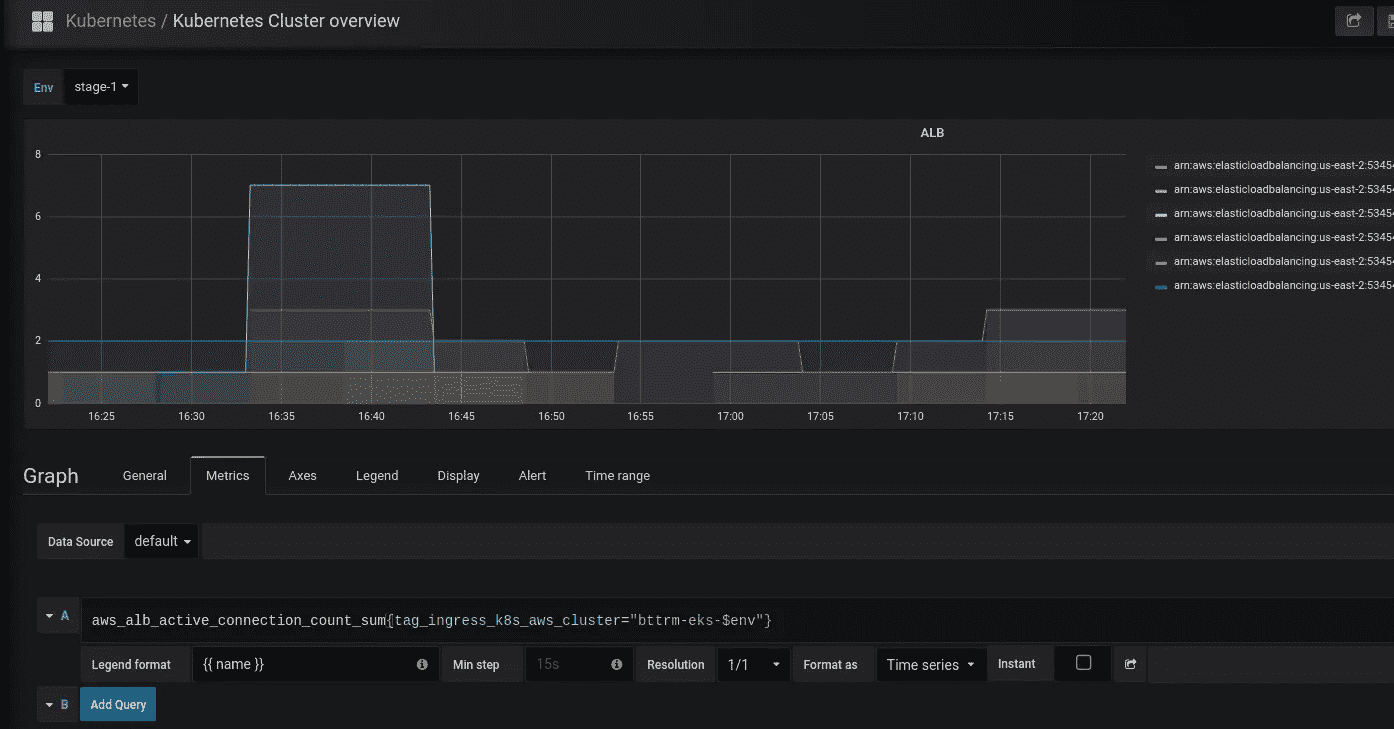 Kubernetes / Kubernetes Cluster overview
Env stage-1
ALB
8
6
4
2
0
16:25 16:30 16:35 16:40 16:45 16:50 16:55 17:00 17:05 17:10 17:15 17:20
arn:aws:elasticloadbalancing:us-east-2:53454
arn:aws:elasticloadbalancing:us-east-2:53454
arn:aws:elasticloadbalancing:us-east-2:53454
arn:aws:elasticloadbalancing:us-east-2:53454
arn:aws:elasticloadbalancing:us-east-2:53454
arn:aws:elasticloadbalancing:us-east-2:53454
Graph General Metrics Axes Legend Display Alert Time range
Data Source default
A aws_alb_active_connection_count_sum{tag_ingress_k8s_aws_cluster="bttrm-eks-$env"}
Legend format {{ name }} Min step 15s Resolution 1/1 Format as Time series Instant
B Add Query